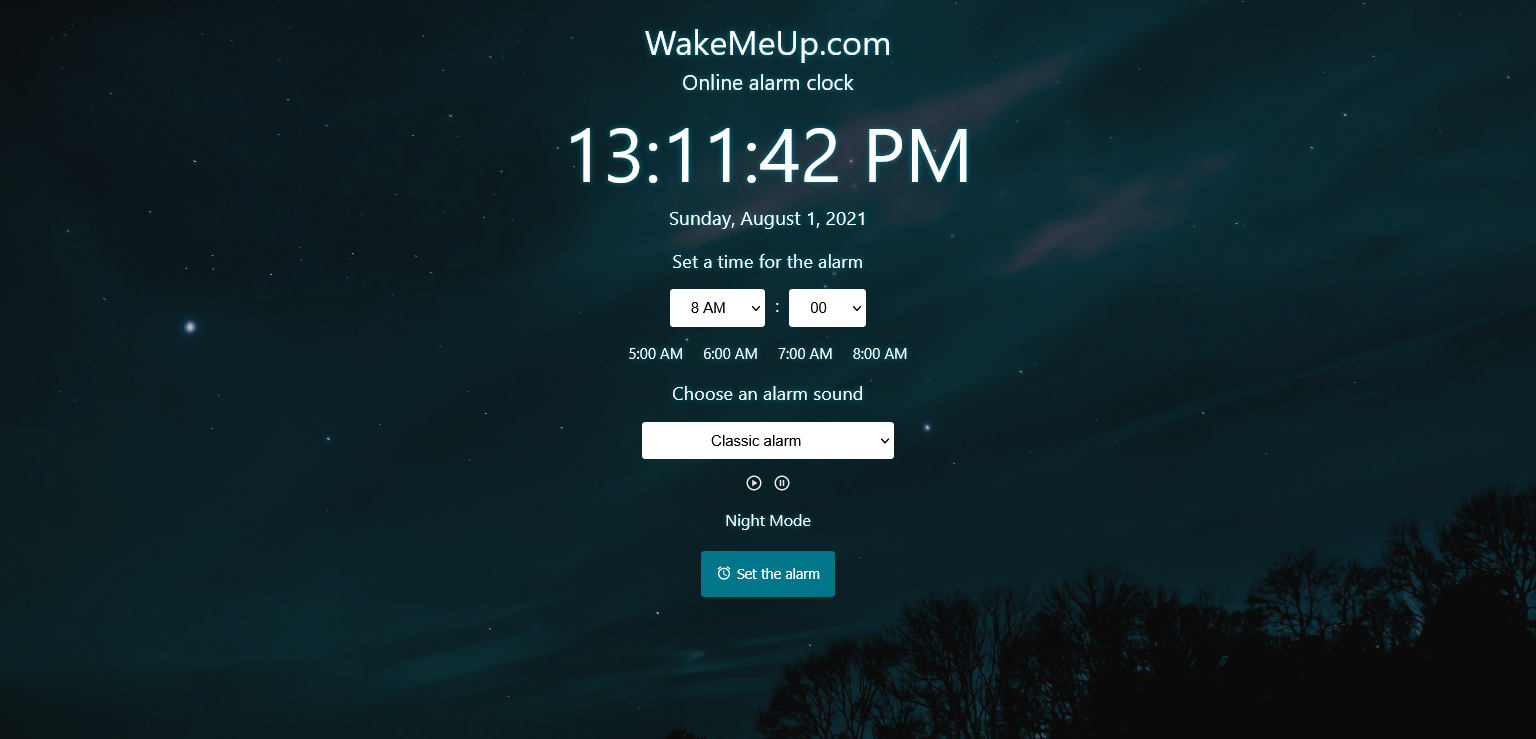 WakeMeUp.com
Online alarm clock
13:11:42 PM
Sunday, August 1, 2021
Set a time for the alarm
8 AM : 00
5:00 AM 6:00 AM 7:00 AM 8:00 AM
Choose an alarm sound
Classic alarm
Night Mode
Set the alarm